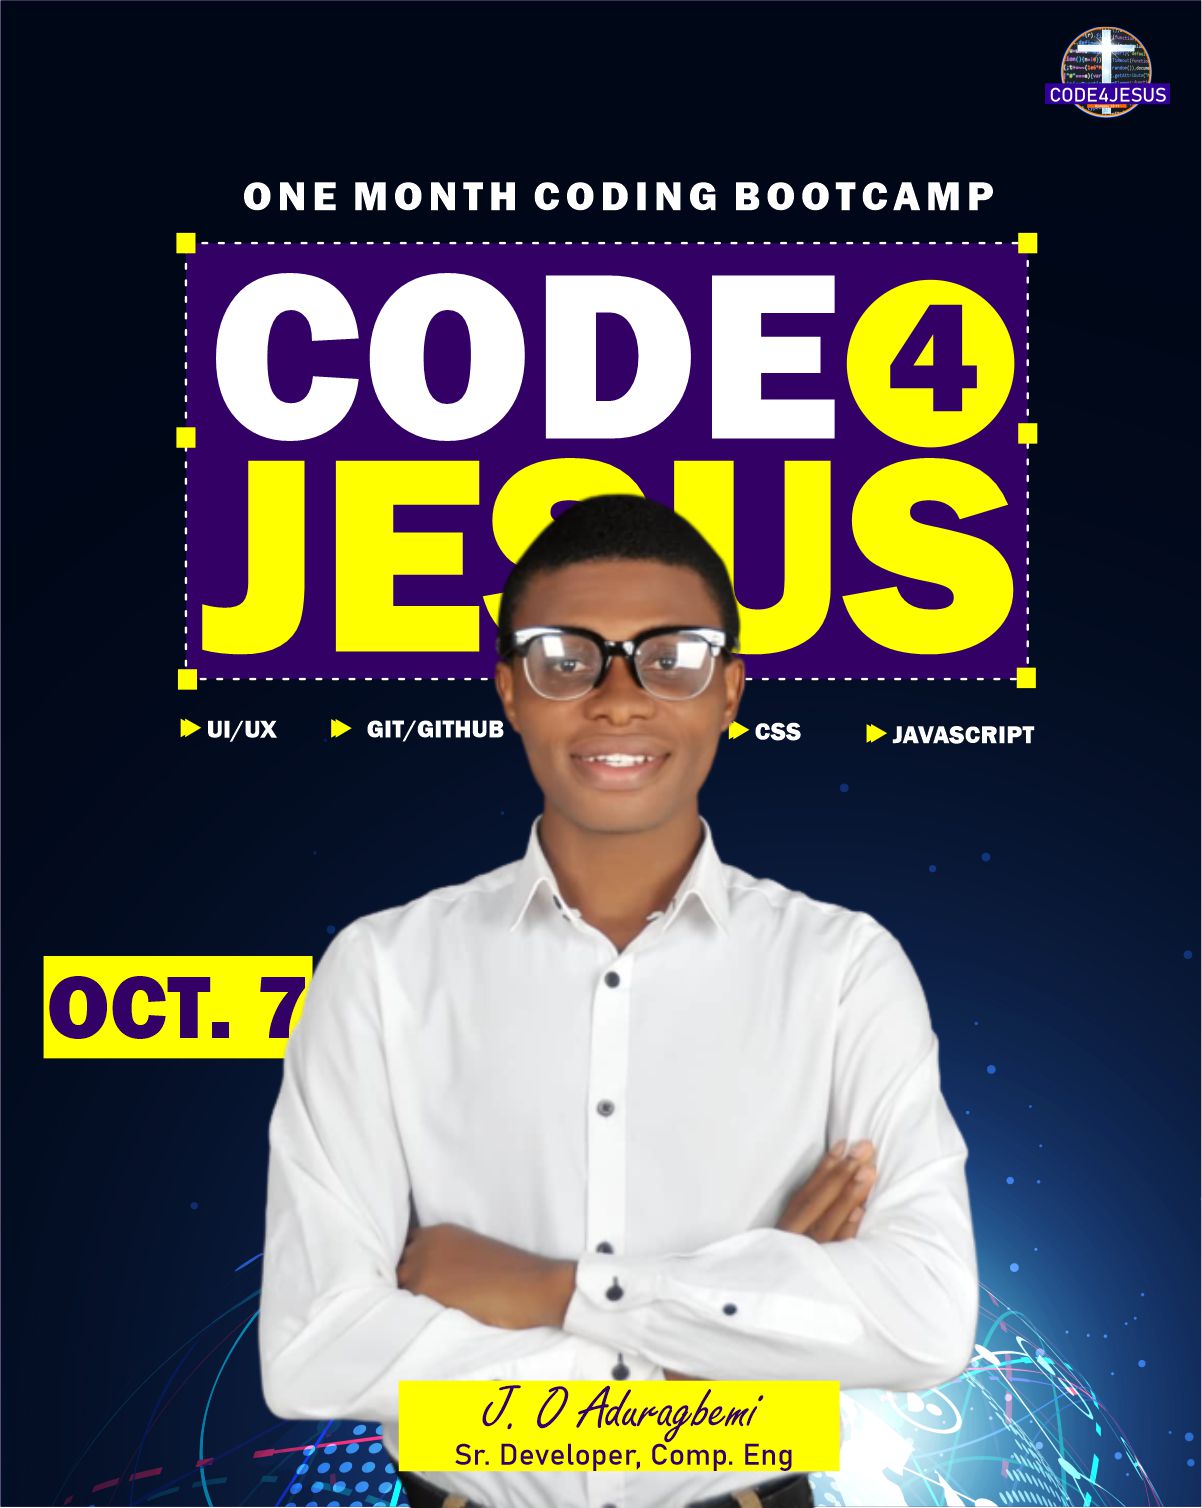 CODE4JESUS
ONE MONTH CODING BOOTCAMP
CODE 4
JESUS
UI/UX GIT/GITHUB CSS JAVASCRIPT
OCT. 7
J. O Aduragbemi
Sr. Developer, Comp. Eng